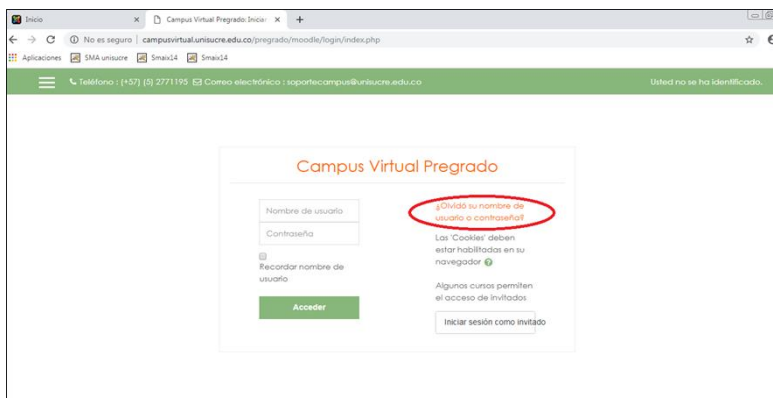 Inicio
Campus Virtual Pregrado: Inicio
No es seguro | campusvirtual.unisucre.edu.co/pregrado/moodle/login/index.php
Aplicaciones SMA unisucre Smaix14 Smaix14
Teléfono : (+57) (5) 2771195 Correo electrónico : soportecampus@unisucre.edu.co
Usted no se ha identificado.
Campus Virtual Pregrado
Nombre de usuario
Contraseña
Recordar nombre de
usuario
Acceder
¿Olvidó su nombre de
usuario o contraseña?
Las 'Cookies' deben
estar habilitadas en su
navegador
Algunos cursos permiten
el acceso de invitados
Iniciar sesión como invitado